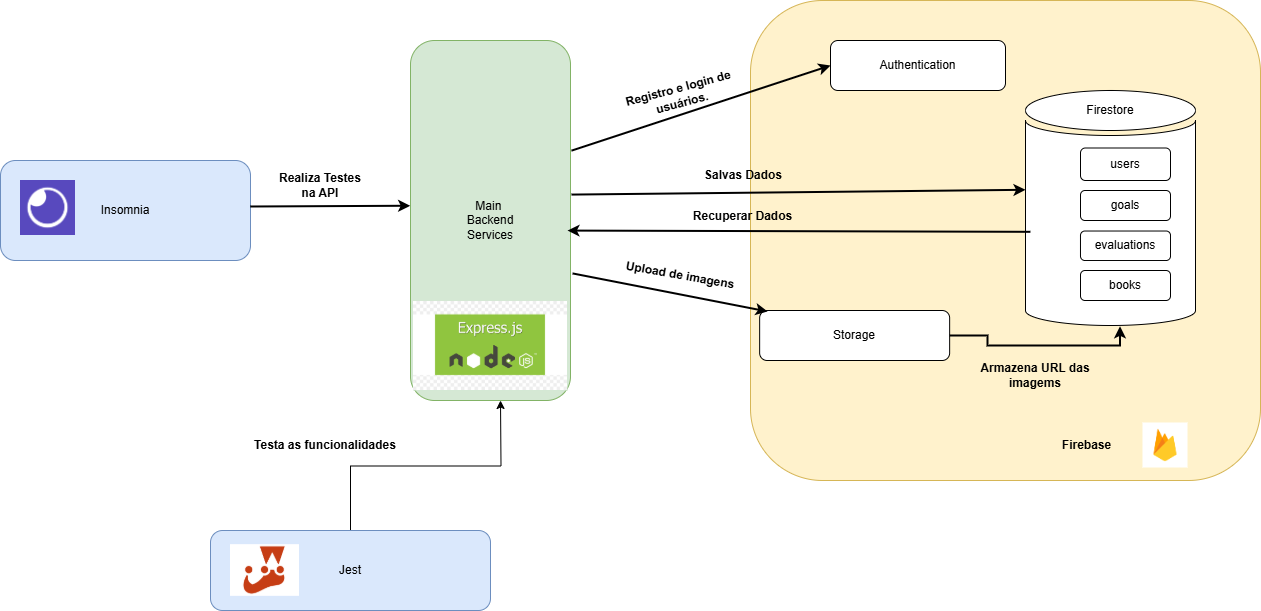 Insomnia
Realiza Testes
na API
Main
Backend
Services
Express.js
node
JS
Registro e login de
usuários.
Salvas Dados
Recuperar Dados
Upload de imagens
Authentication
Firestore
users
goals
evaluations
books
Storage
Armazena URL das
imagems
Firebase
Testa as funcionalidades
Jest